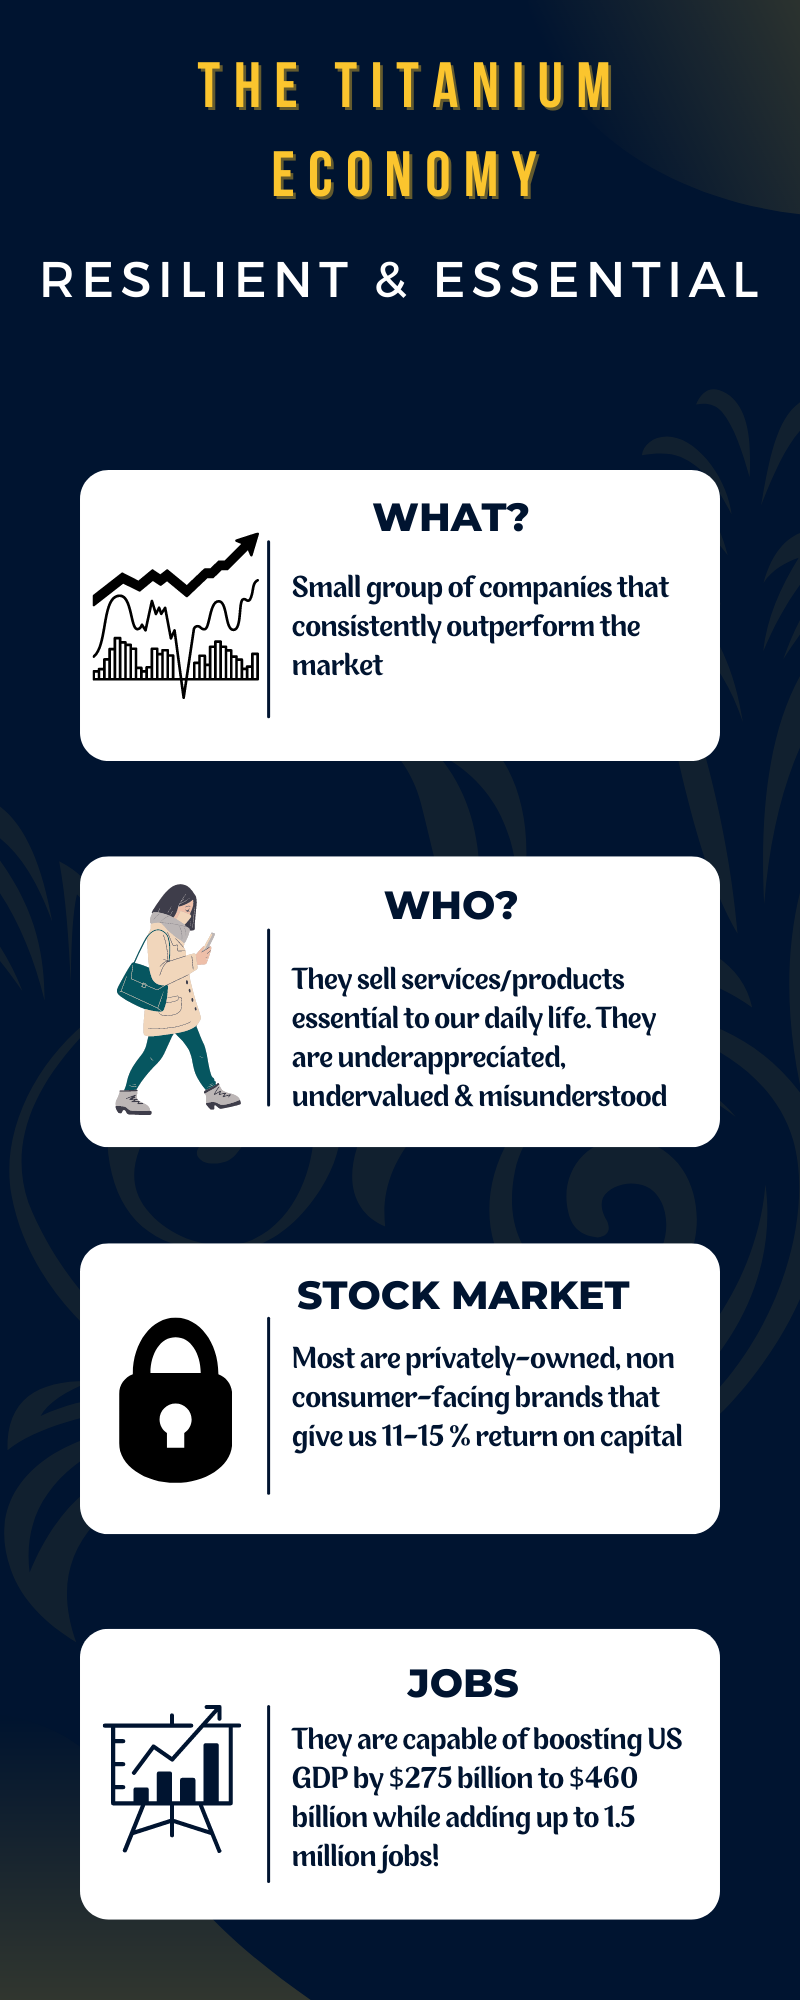 THE TITANIUM
ECONOMY
RESILIENT & ESSENTIAL
WHAT?
Small group of companies that
consistently outperform the
market
WHO?
They sell services/products
essential to our daily life. They
are underappreciated,
undervalued & misunderstood
STOCK MARKET
Most are privately-owned, non
consumer-facing brands that
give us 11-15 % return on capital
JOBS
They are capable of boosting US
GDP by $275 billion to $460
billion while adding up to 1.5
million jobs!